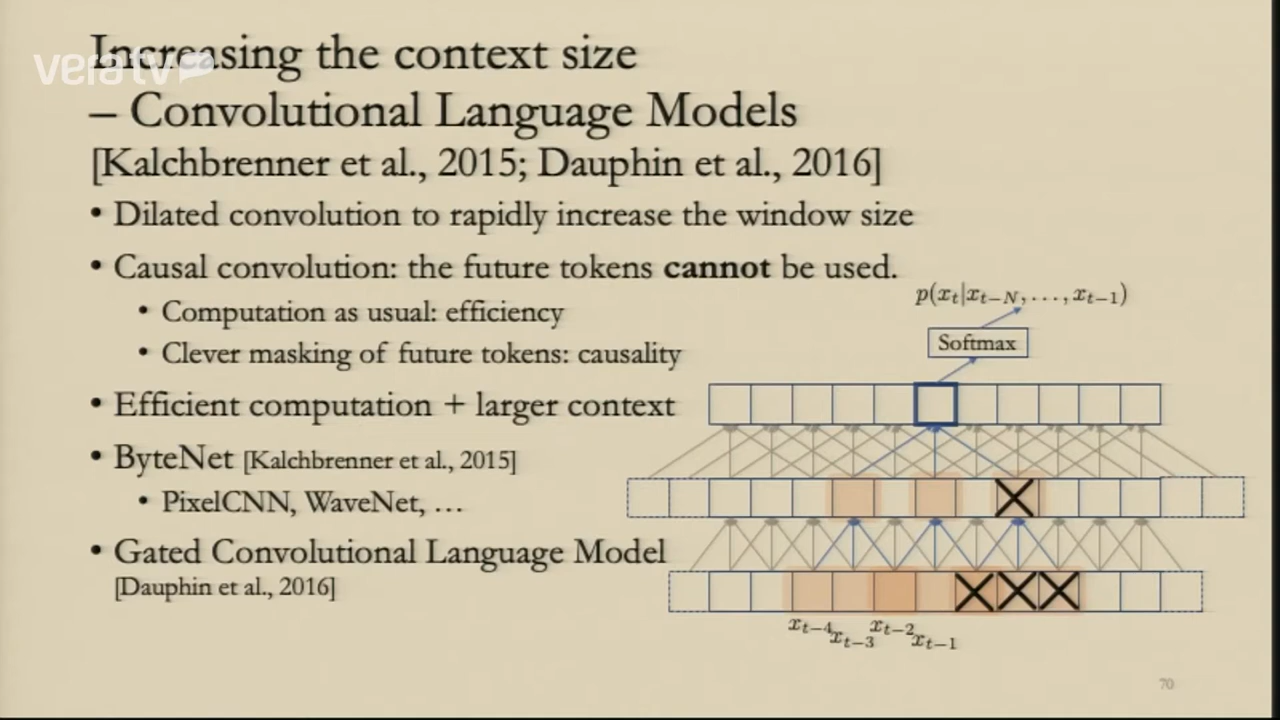 vera tv
Increasing the context size
– Convolutional Language Models
[Kalchbrenner et al., 2015; Dauphin et al., 2016]
• Dilated convolution to rapidly increase the window size
• Causal convolution: the future tokens cannot be used.
• Computation as usual: efficiency
• Clever masking of future tokens: causality
• Efficient computation + larger context
• ByteNet [Kalchbrenner et al., 2015]
• PixelCNN, WaveNet, …
• Gated Convolutional Language Model
[Dauphin et al., 2016]
p(x_t|x_{t−N}, …, x_{t−1})
Softmax
x_{t−4} x_{t−3} x_{t−2} x_{t−1}
70